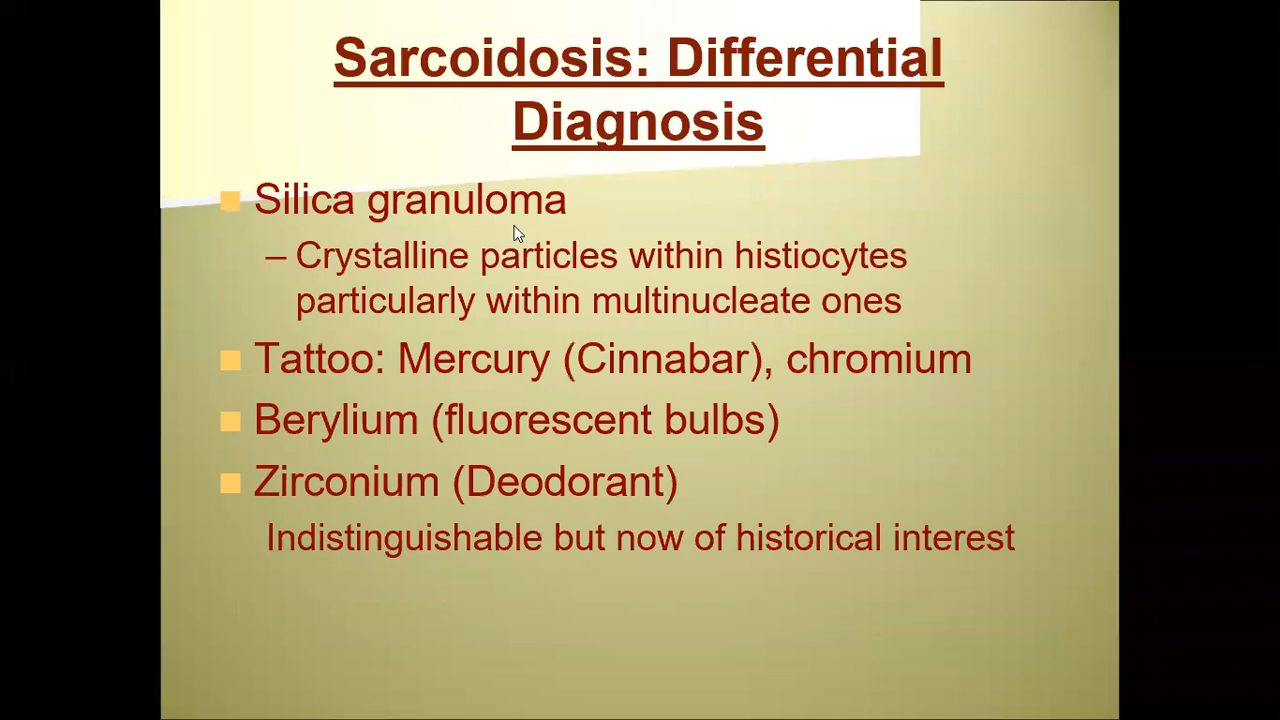 Sarcoidosis: Differential
Diagnosis
Silica granuloma
– Crystalline particles within histiocytes
particularly within multinucleate ones
Tattoo: Mercury (Cinnabar), chromium
Berylium (fluorescent bulbs)
Zirconium (Deodorant)
Indistinguishable but now of historical interest